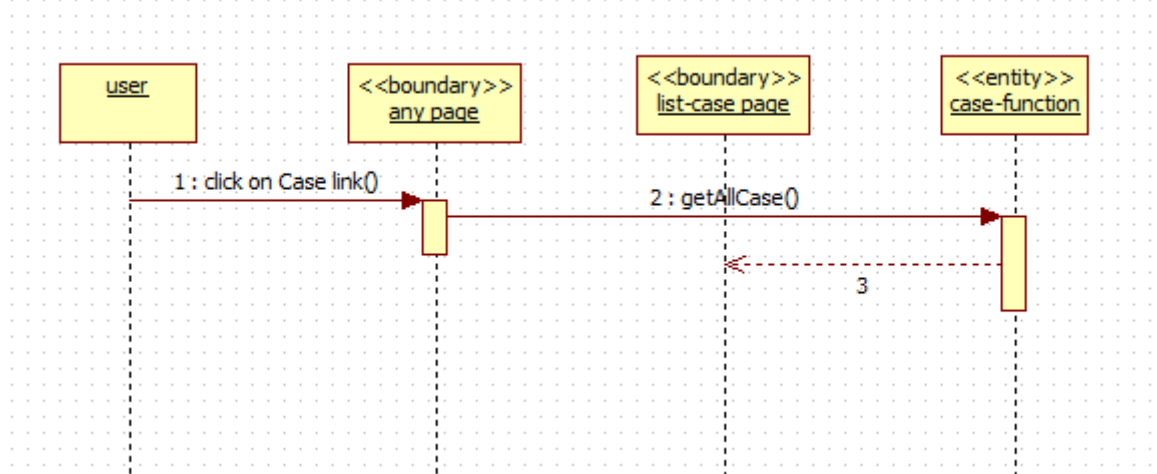 user
<<boundary>>
any page
<<boundary>>
list-case page
<<entity>>
case-function
1 : click on Case link()
2 : getAllCase()
3